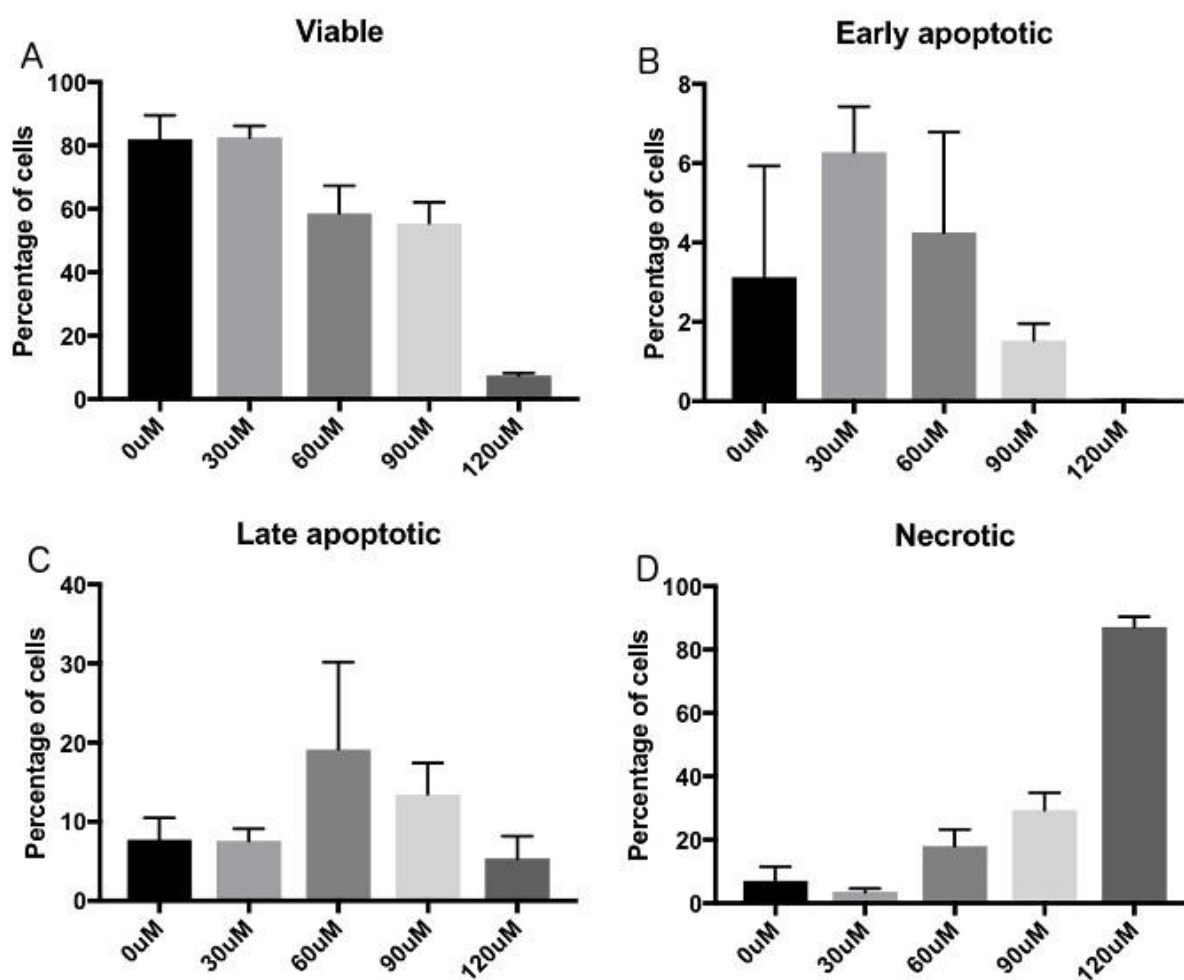 A
Viable
Percentage of cells
100
80
60
40
20
0
0uM
30uM
60uM
90uM
120uM
B
Early apoptotic
Percentage of cells
8
6
4
2
0
0uM
30uM
60uM
90uM
120uM
C
Late apoptotic
Percentage of cells
40
30
20
10
0
0uM
30uM
60uM
90uM
120uM
D
Necrotic
Percentage of cells
100
80
60
40
20
0
0uM
30uM
60uM
90uM
120uM